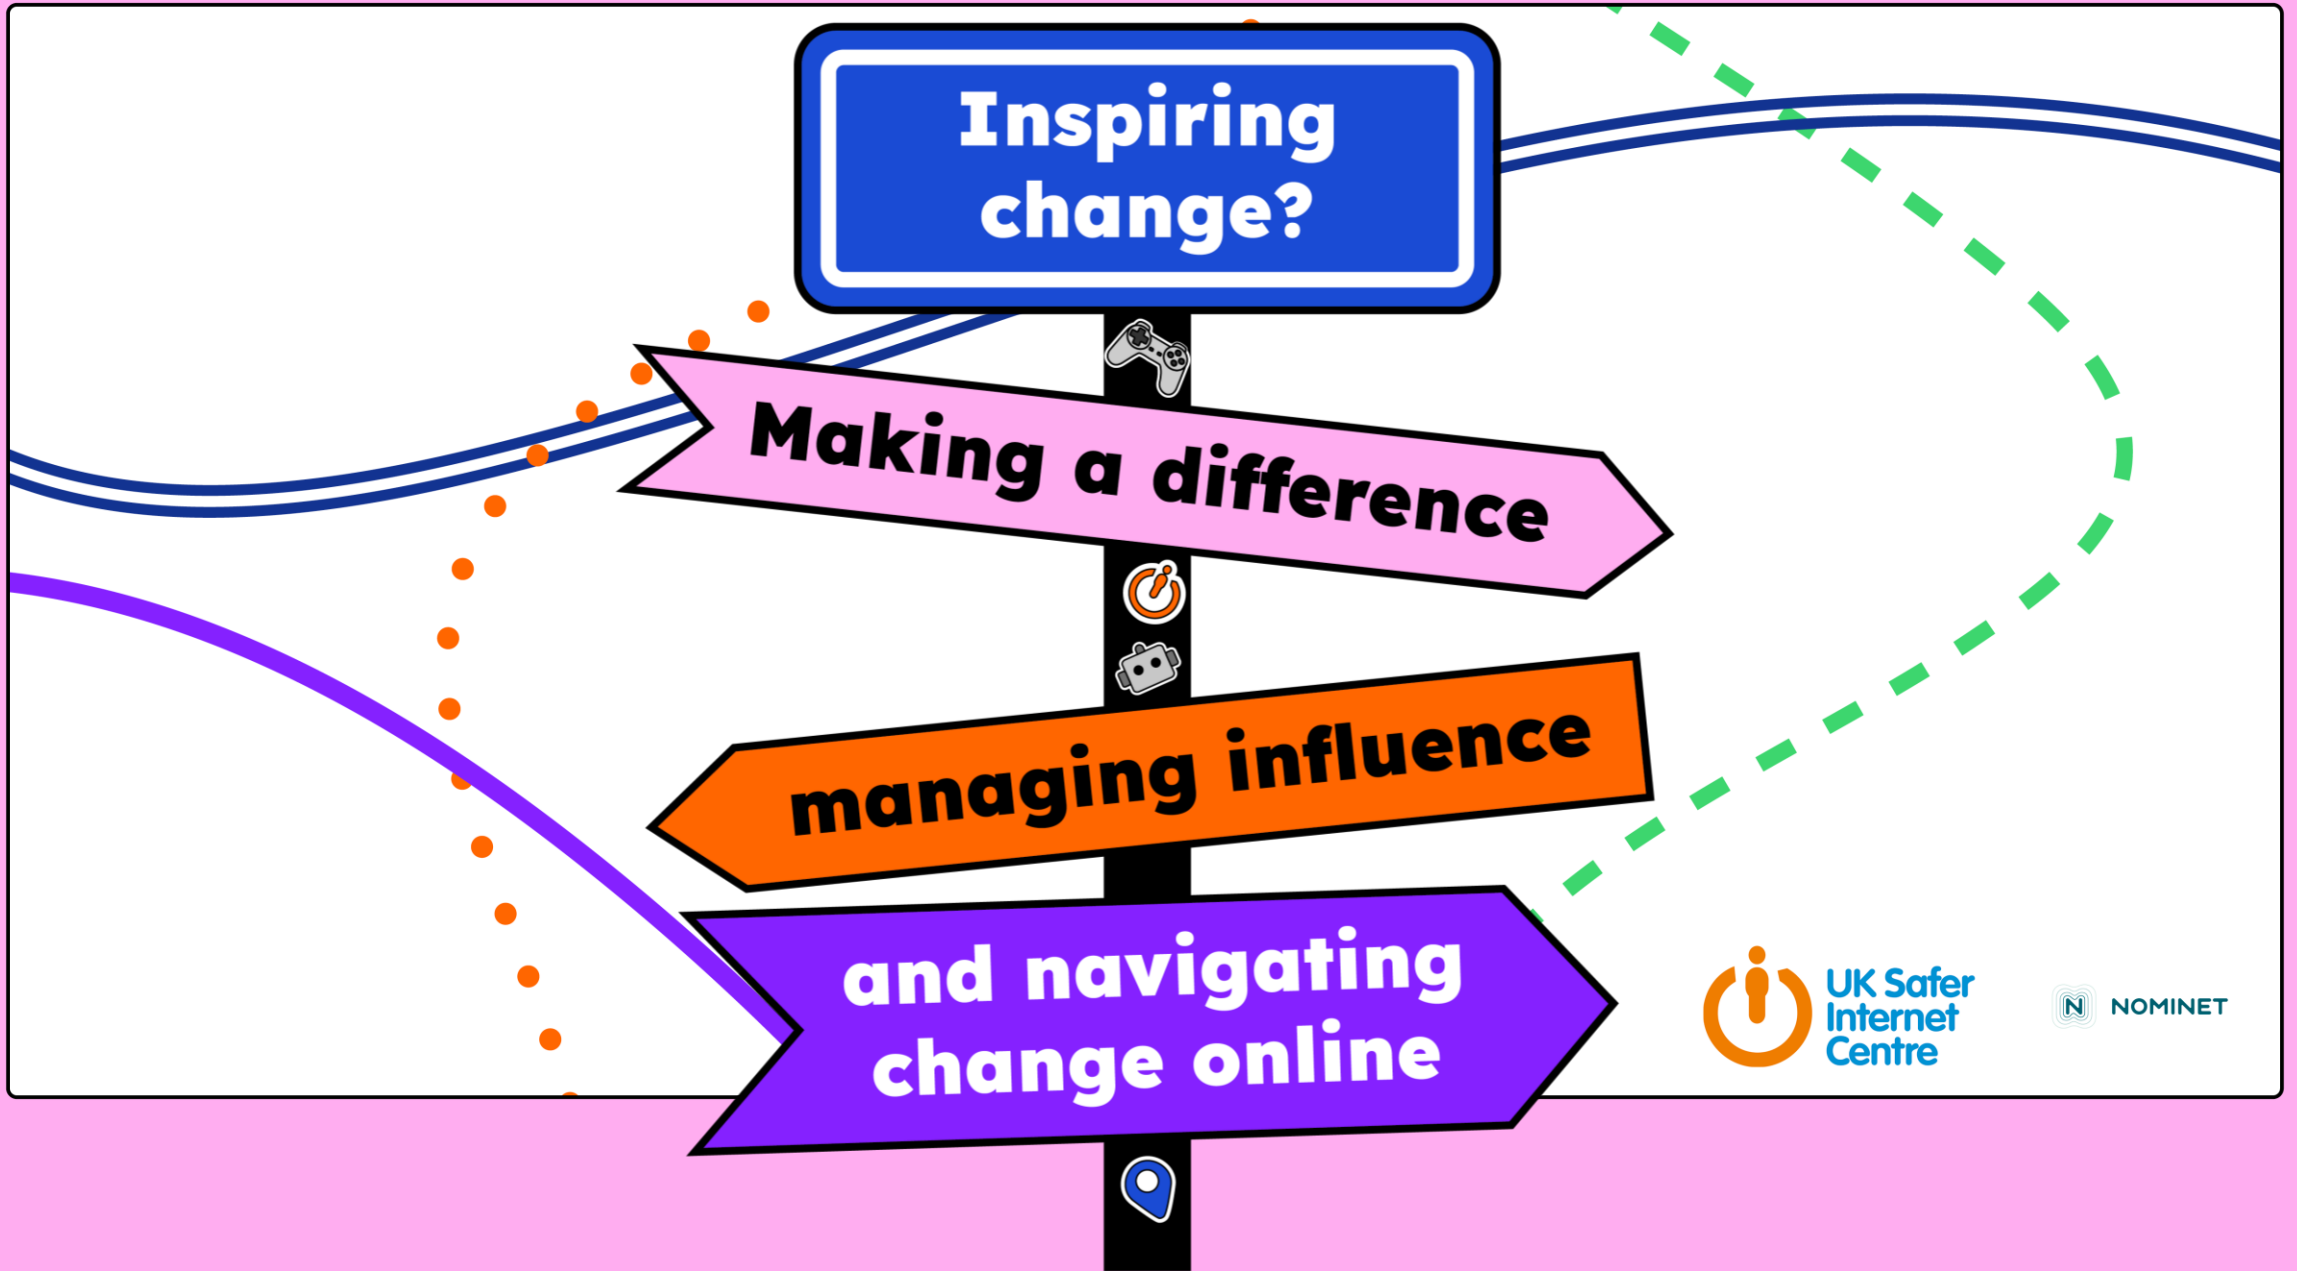 Inspiring
change?
Making a difference
managing influence
and navigating
change online
UK Safer
Internet
Centre
N NOMINET